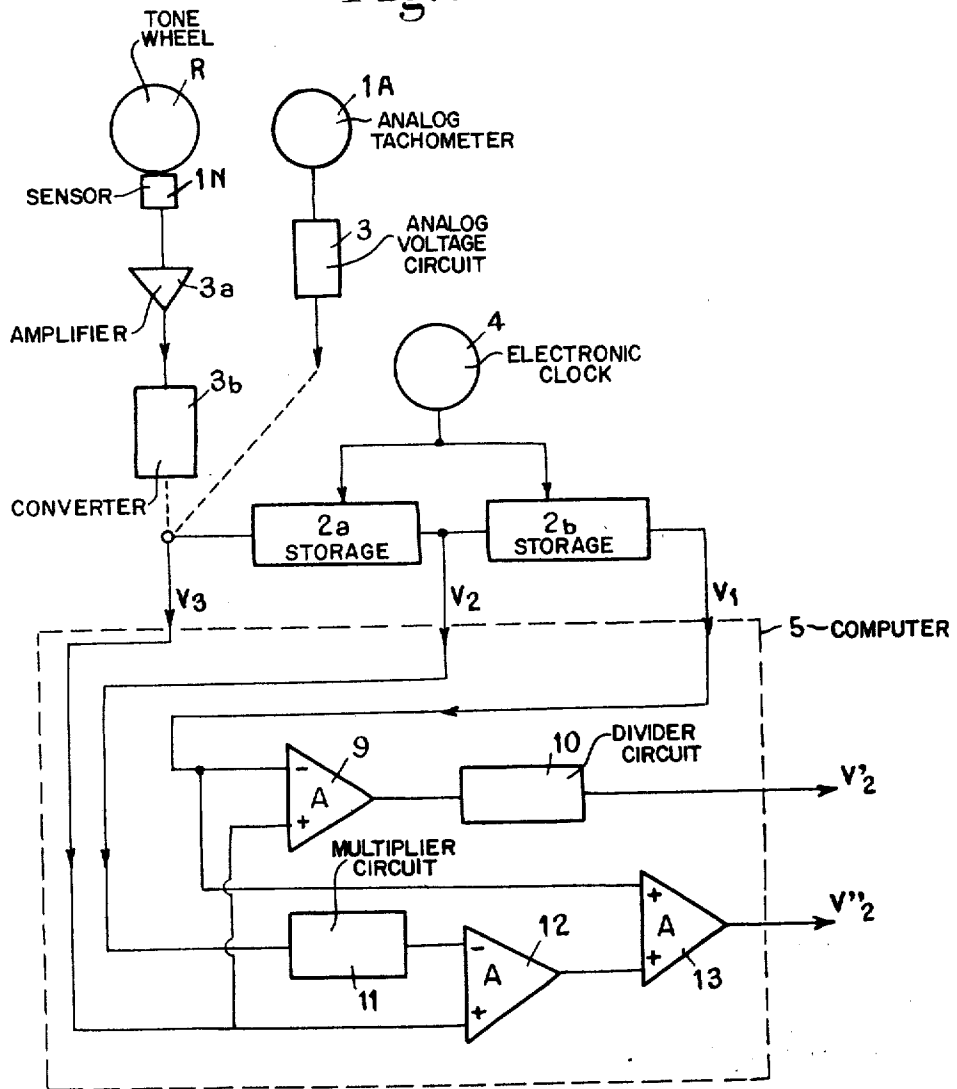 Fig.
TONE
WHEEL
R
1A
ANALOG
TACHOMETER
SENSOR
1N
3
ANALOG
VOLTAGE
CIRCUIT
3a
AMPLIFIER
4
ELECTRONIC
CLOCK
3b
CONVERTER
2a
STORAGE
2b
STORAGE
V3
V2
V1
5~COMPUTER
9
-
A
+
10
DIVIDER
CIRCUIT
V'2
MULTIPLIER
CIRCUIT
11
12
-
A
+
+
A
+
13
V"2